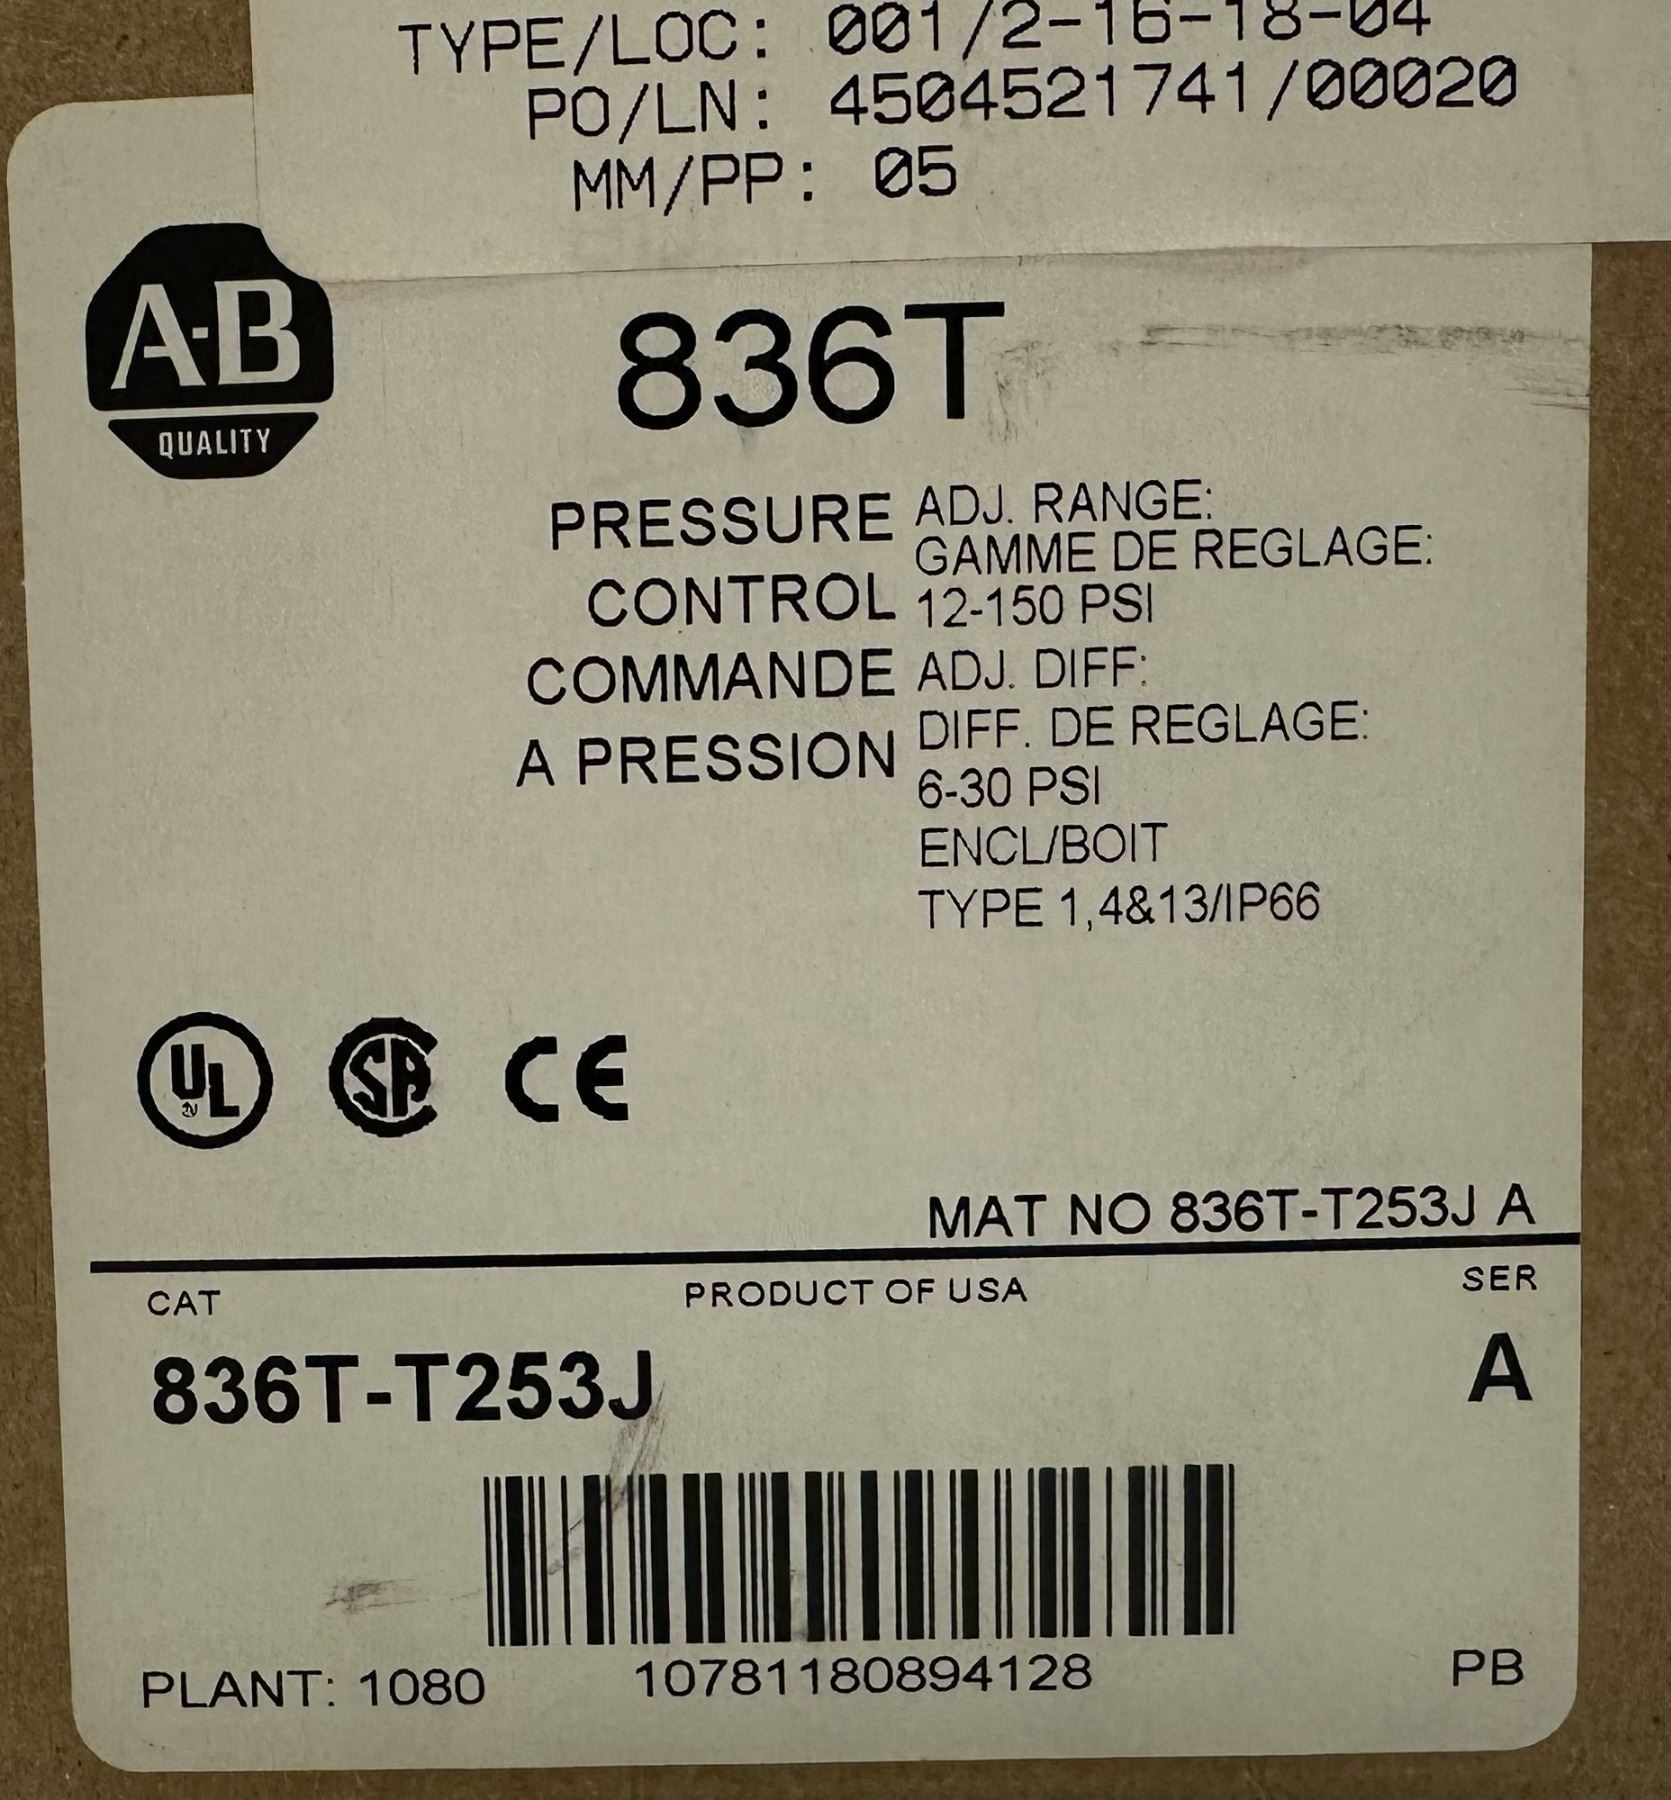 TYPE/LOC: 001/2-16-18-04
PO/LN: 4504521741/00020
MM/PP: 05
A-B
QUALITY
836T
PRESSURE
CONTROL
COMMANDE
A PRESSION
ADJ. RANGE:
GAMME DE REGLAGE:
12-150 PSI
ADJ. DIFF:
DIFF. DE REGLAGE:
6-30 PSI
ENCL/BOIT
TYPE 1,4&13/IP66
UL
SA
CE
MAT NO 836T-T253J A
CAT
PRODUCT OF USA
SER
836T-T253J
A
PLANT: 1080
10781180894128
PB